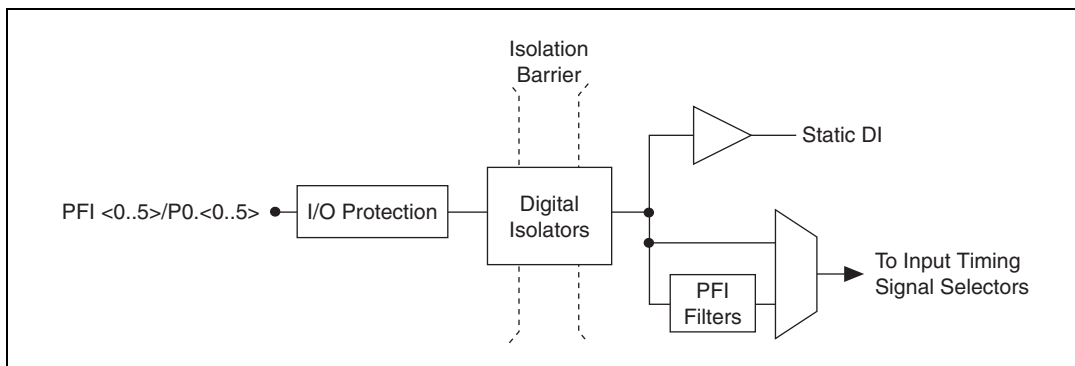 Isolation
Barrier
Static DI
PFI <0..5>/P0.<0..5>
I/O Protection
Digital
Isolators
To Input Timing
Signal Selectors
PFI
Filters